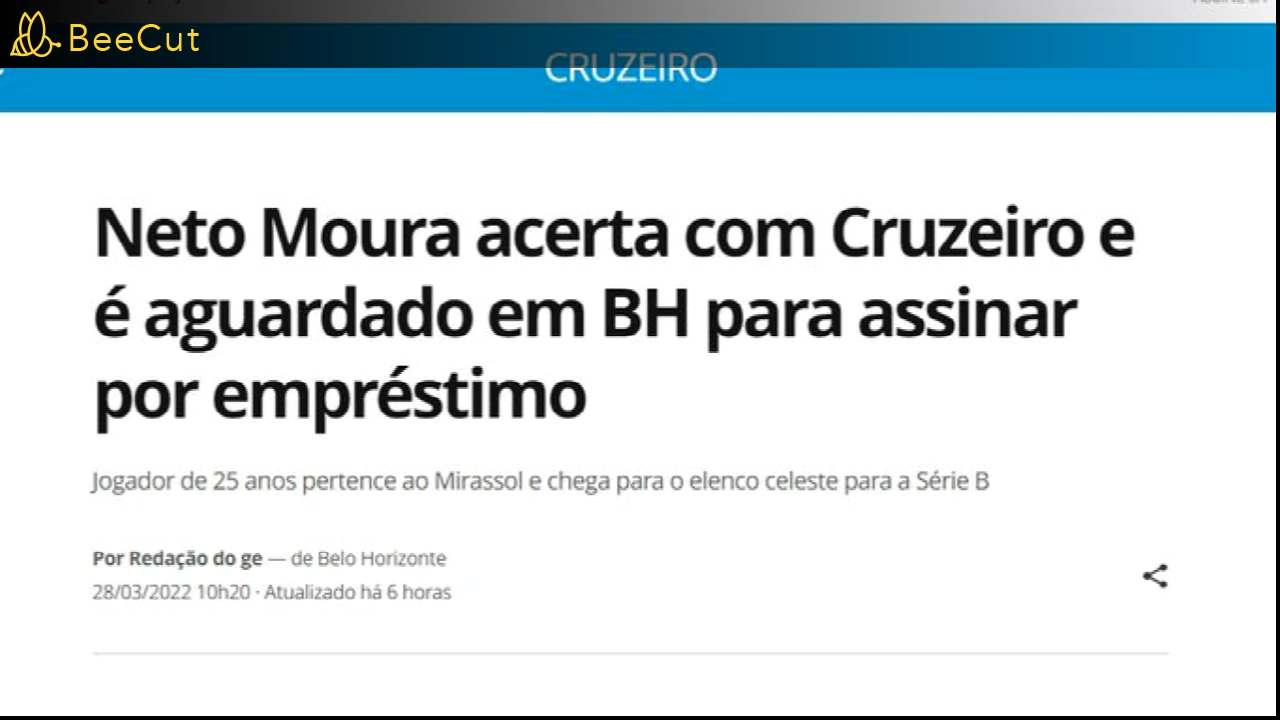 BeeCut
CRUZEIRO
Neto Moura acerta com Cruzeiro e
é aguardado em BH para assinar
por empréstimo
Jogador de 25 anos pertence ao Mirassol e chega para o elenco celeste para a Série B
Por Redação do ge — de Belo Horizonte
28/03/2022 10h20 · Atualizado há 6 horas